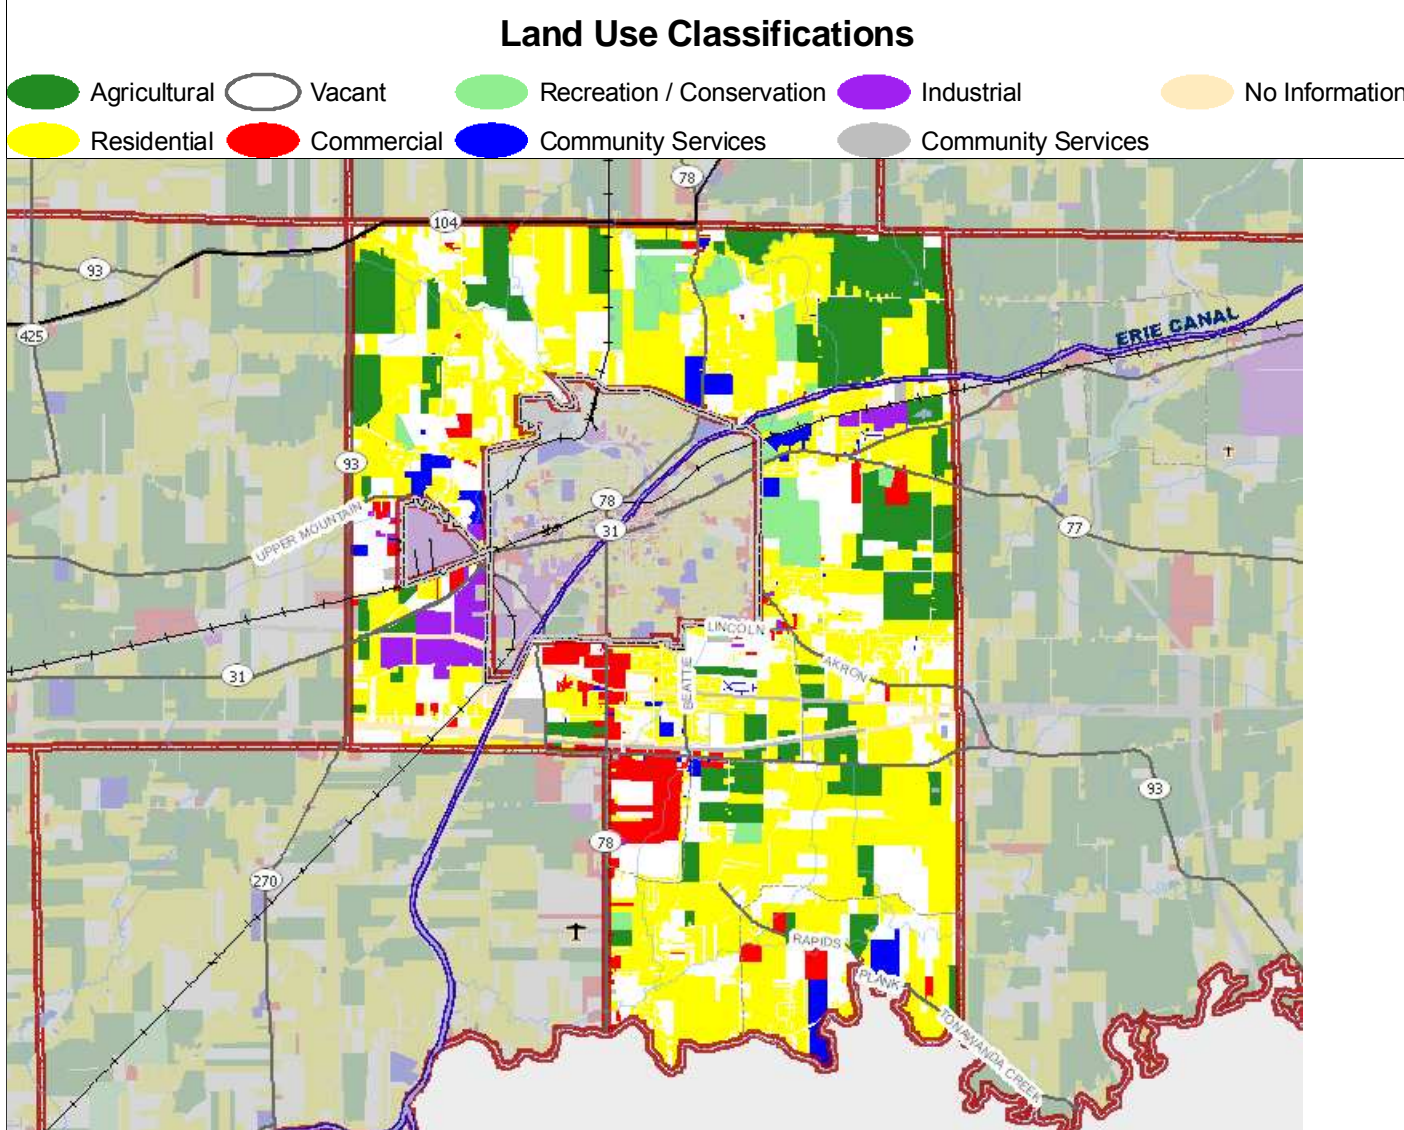 Land Use Classifications
Agricultural Vacant Recreation / Conservation Industrial No Information
Residential Commercial Community Services Community Services
78
104
93
425
ERIE CANAL
93
78
UPPER MOUNTAIN
31
77
LINCOLN
AKRON
31
BEATTE
93
78
270
RAPIDS
PLANK
TONAWANDA CREEK